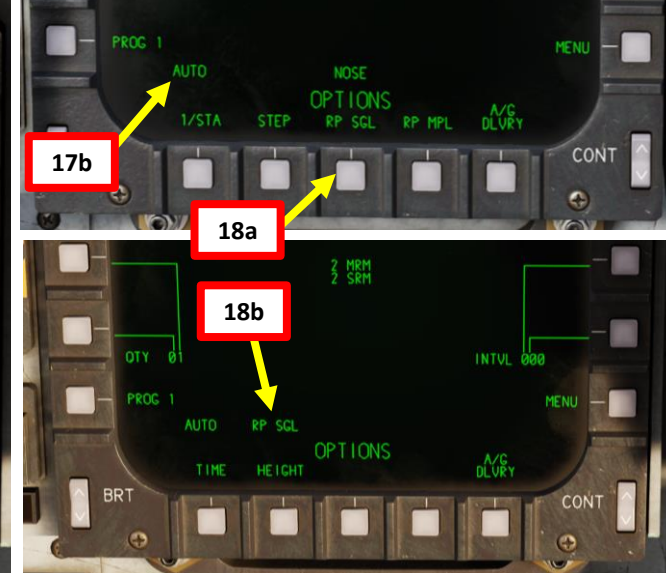 PROG 1
MENU
AUTO
NOSE
OPTIONS
1/STA STEP RP SGL RP MPL A/G DLVRY
17b
CONT
18a
2 MRM
2 SRM
18b
QTY 01
INTVL 000
PROG 1
MENU
AUTO RP SGL
OPTIONS
TIME HEIGHT A/G DLVRY
BRT
CONT